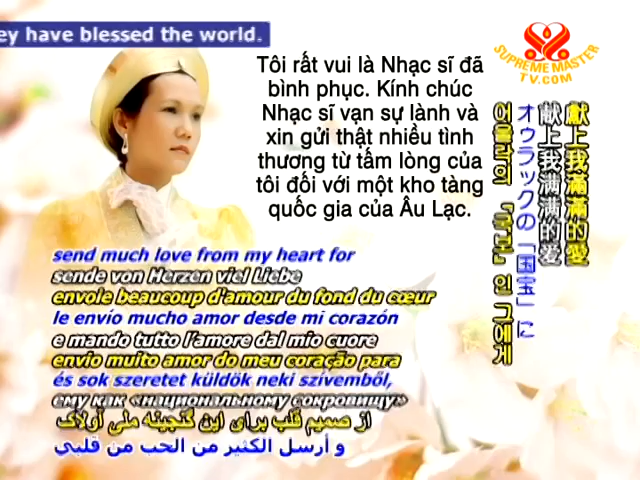 ey have blessed the world.
SUPREME MASTER
TV.COM
Tôi rất vui là Nhạc sĩ đã
bình phục. Kính chúc
Nhạc sĩ vạn sự lành và
xin gửi thật nhiều tình
thương từ tấm lòng của
tôi đối với một kho tàng
quốc gia của Âu Lạc.
獻上我滿滿的愛
献上我满满的爱
オゥラックの「国宝」に
어울락의 「국보」인 그에게
send much love from my heart for
sende von Herzen viel Liebe
envoie beaucoup d'amour du fond du cœur
le envío mucho amor desde mi corazón
e mando tutto l'amore dal mio cuore
envio muito amor do meu coração para
és sok szeretet küldök neki szívemből,
ему как «национальному сокровищу»
از صمیم قلب برای این گنجینه ملی اولاک
و أرسل الكثير من الحب من قلبي